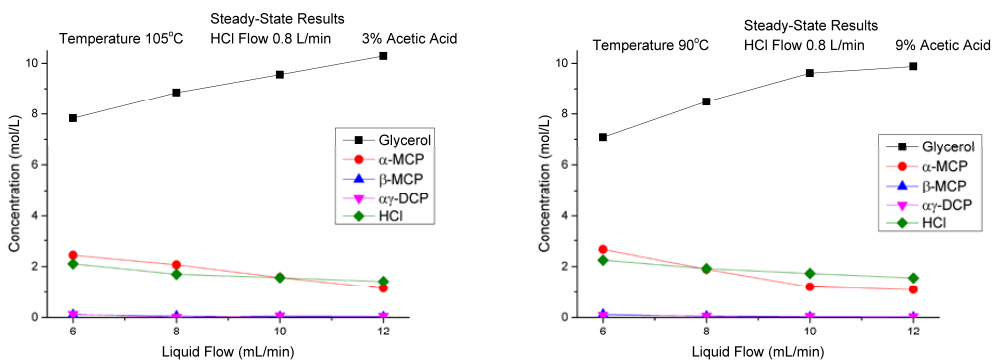 Steady-State Results
Temperature 105°C HCl Flow 0.8 L/min 3% Acetic Acid
Concentration (mol/L)
10
8
6
4
2
0
Glycerol
α-MCP
β-MCP
αγ-DCP
HCl
6 8 10 12
Liquid Flow (mL/min)
Steady-State Results
Temperature 90°C HCl Flow 0.8 L/min 9% Acetic Acid
Concentration (mol/L)
10
8
6
4
2
0
Glycerol
α-MCP
β-MCP
αγ-DCP
HCl
6 8 10 12
Liquid Flow (mL/min)